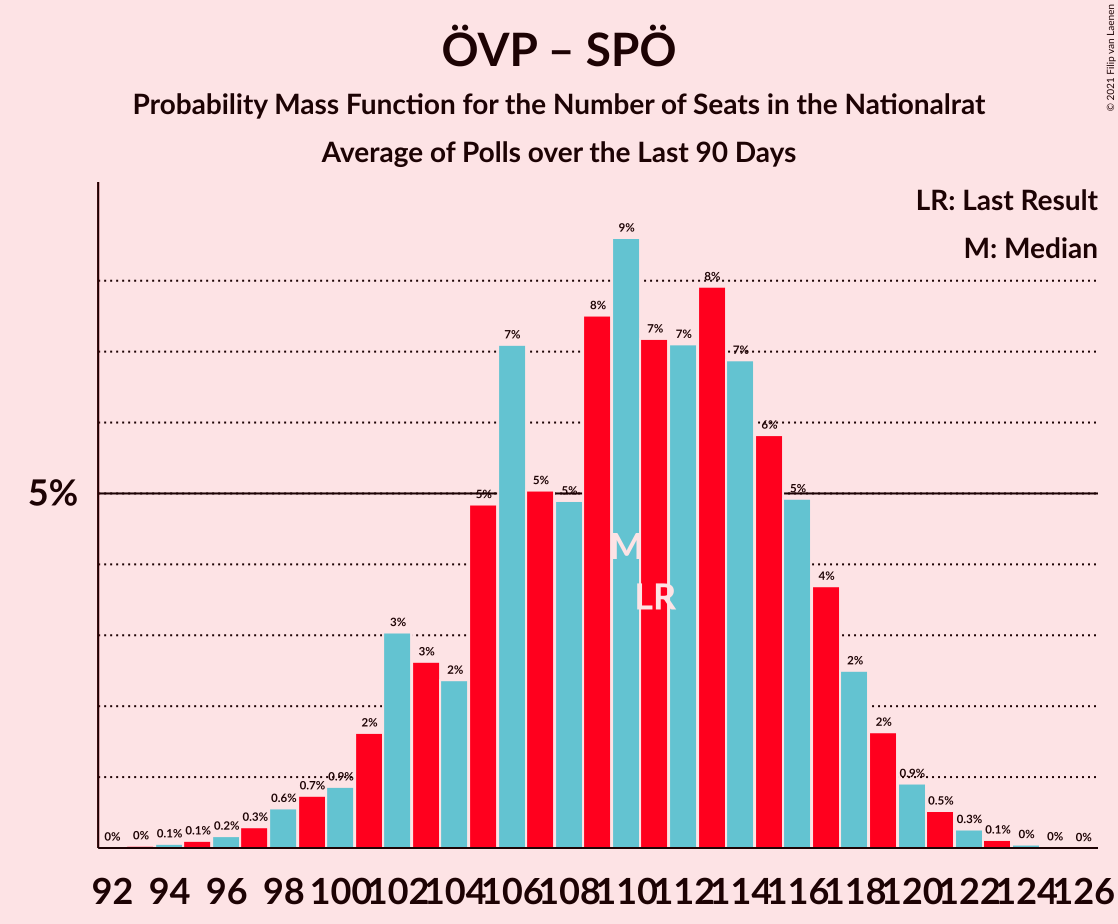 ÖVP – SPÖ
Probability Mass Function for the Number of Seats in the Nationalrat
Average of Polls over the Last 90 Days
© 2021 Filip van Laenen
LR: Last Result
M: Median
5%
0% 0% 0.1% 0.1% 0.2% 0.3% 0.6% 0.7% 0.9% 2% 3% 3% 2% 5% 7% 5% 5% 8% 9% 7% 7% 8% 7% 6% 5% 4% 2% 2% 0.9% 0.5% 0.3% 0.1% 0% 0% 0%
M
LR
92 94 96 98 100 102 104 106 108 110 112 114 116 118 120 122 124 126